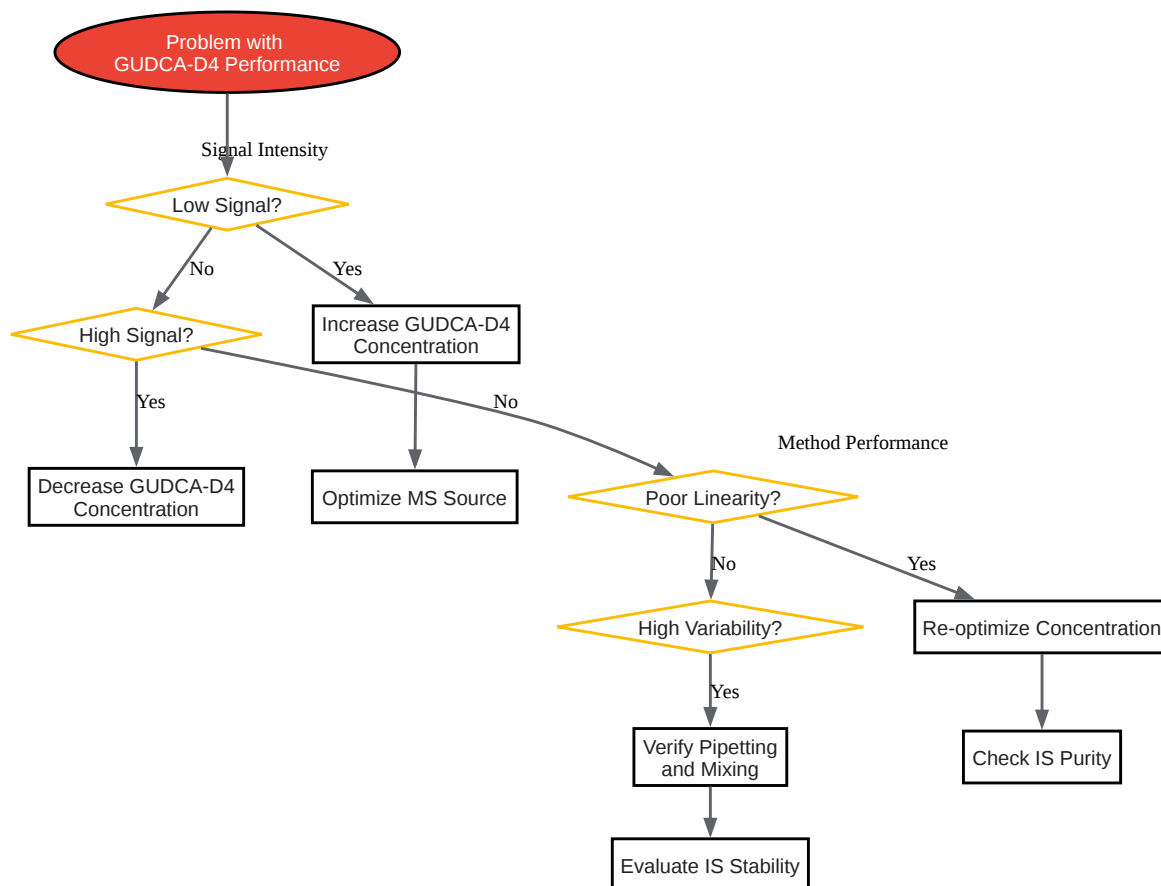 Problem with
GUDCA-D4 Performance
Signal Intensity
Low Signal?
No
Yes
High Signal?
Increase GUDCA-D4
Concentration
Yes
No
Method Performance
Decrease GUDCA-D4
Concentration
Optimize MS Source
Poor Linearity?
No
Yes
High Variability?
Re-optimize Concentration
Yes
Verify Pipetting
and Mixing
Check IS Purity
Evaluate IS Stability